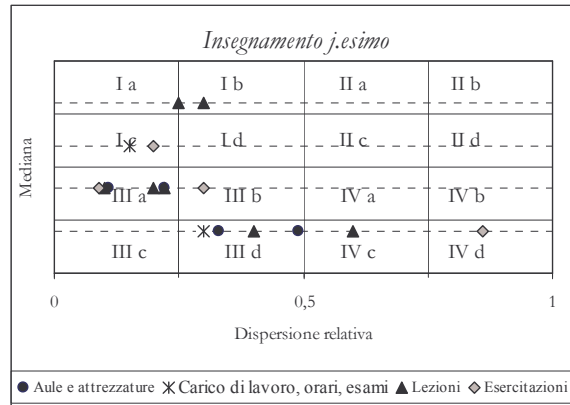 Insegnamento j.esimo
I a I b II a II b
I c I d II c II d
III a III b IV a IV b
III c III d IV c IV d
Mediana
0 0,5 1
Dispersione relativa
Aule e attrezzature Carico di lavoro, orari, esami Lezioni Esercitazioni